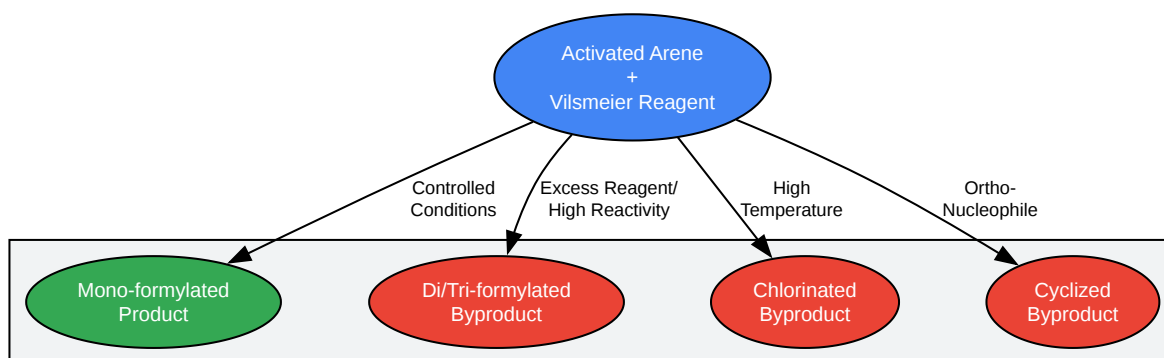 Activated Arene
+
Vilsmeier Reagent
Controlled
Conditions
Excess Reagent/
High Reactivity
High
Temperature
Ortho-
Nucleophile
Mono-formylated
Product
Di/Tri-formylated
Byproduct
Chlorinated
Byproduct
Cyclized
Byproduct